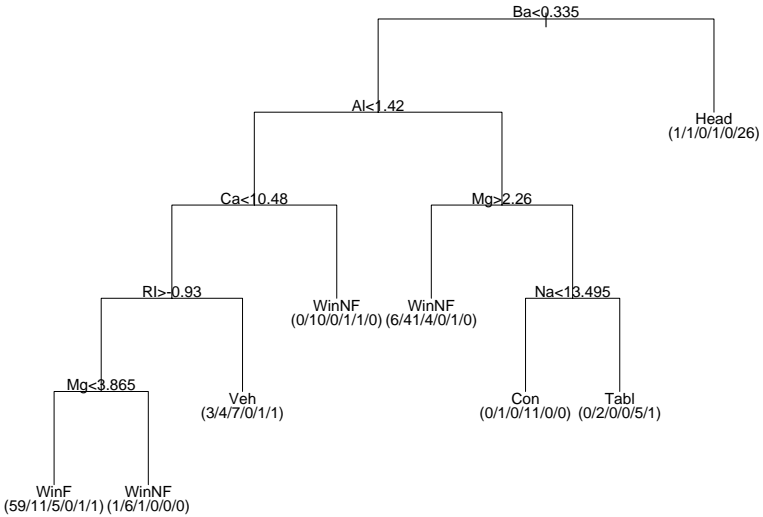 Ba<0.335
Al<1.42
Head
(1/1/0/1/0/26)
Ca<10.48
Mg>2.26
RI>-0.93
WinNF
(0/10/0/1/1/0)
WinNF
(6/41/4/0/1/0)
Na<13.495
Mg<3.865
Veh
(3/4/7/0/1/1)
Con
(0/1/0/11/0/0)
Tabl
(0/2/0/0/5/1)
WinF
(59/11/5/0/1/1)
WinNF
(1/6/1/0/0/0)